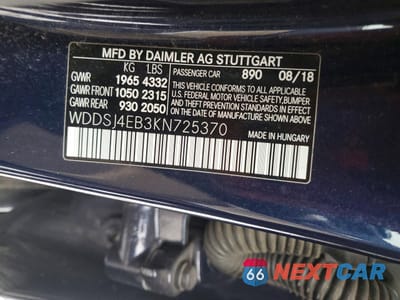 MFD BY DAIMLER AG STUTTGART
KG LBS PASSENGER CAR 890 08/18
GVWR 1965 4332
GAWR FRONT 1050 2315
GAWR REAR 930 2050
THIS VEHICLE CONFORMS TO ALL APPLICABLE
U.S. FEDERAL MOTOR VEHICLE SAFETY, BUMPER,
AND THEFT PREVENTION STANDARDS IN EFFECT
ON THE DATE OF MANUFACTURE SHOWN ABOVE
WDDSJ4EB3KN725370
MADE IN HUNGARY
66 NEXTCAR